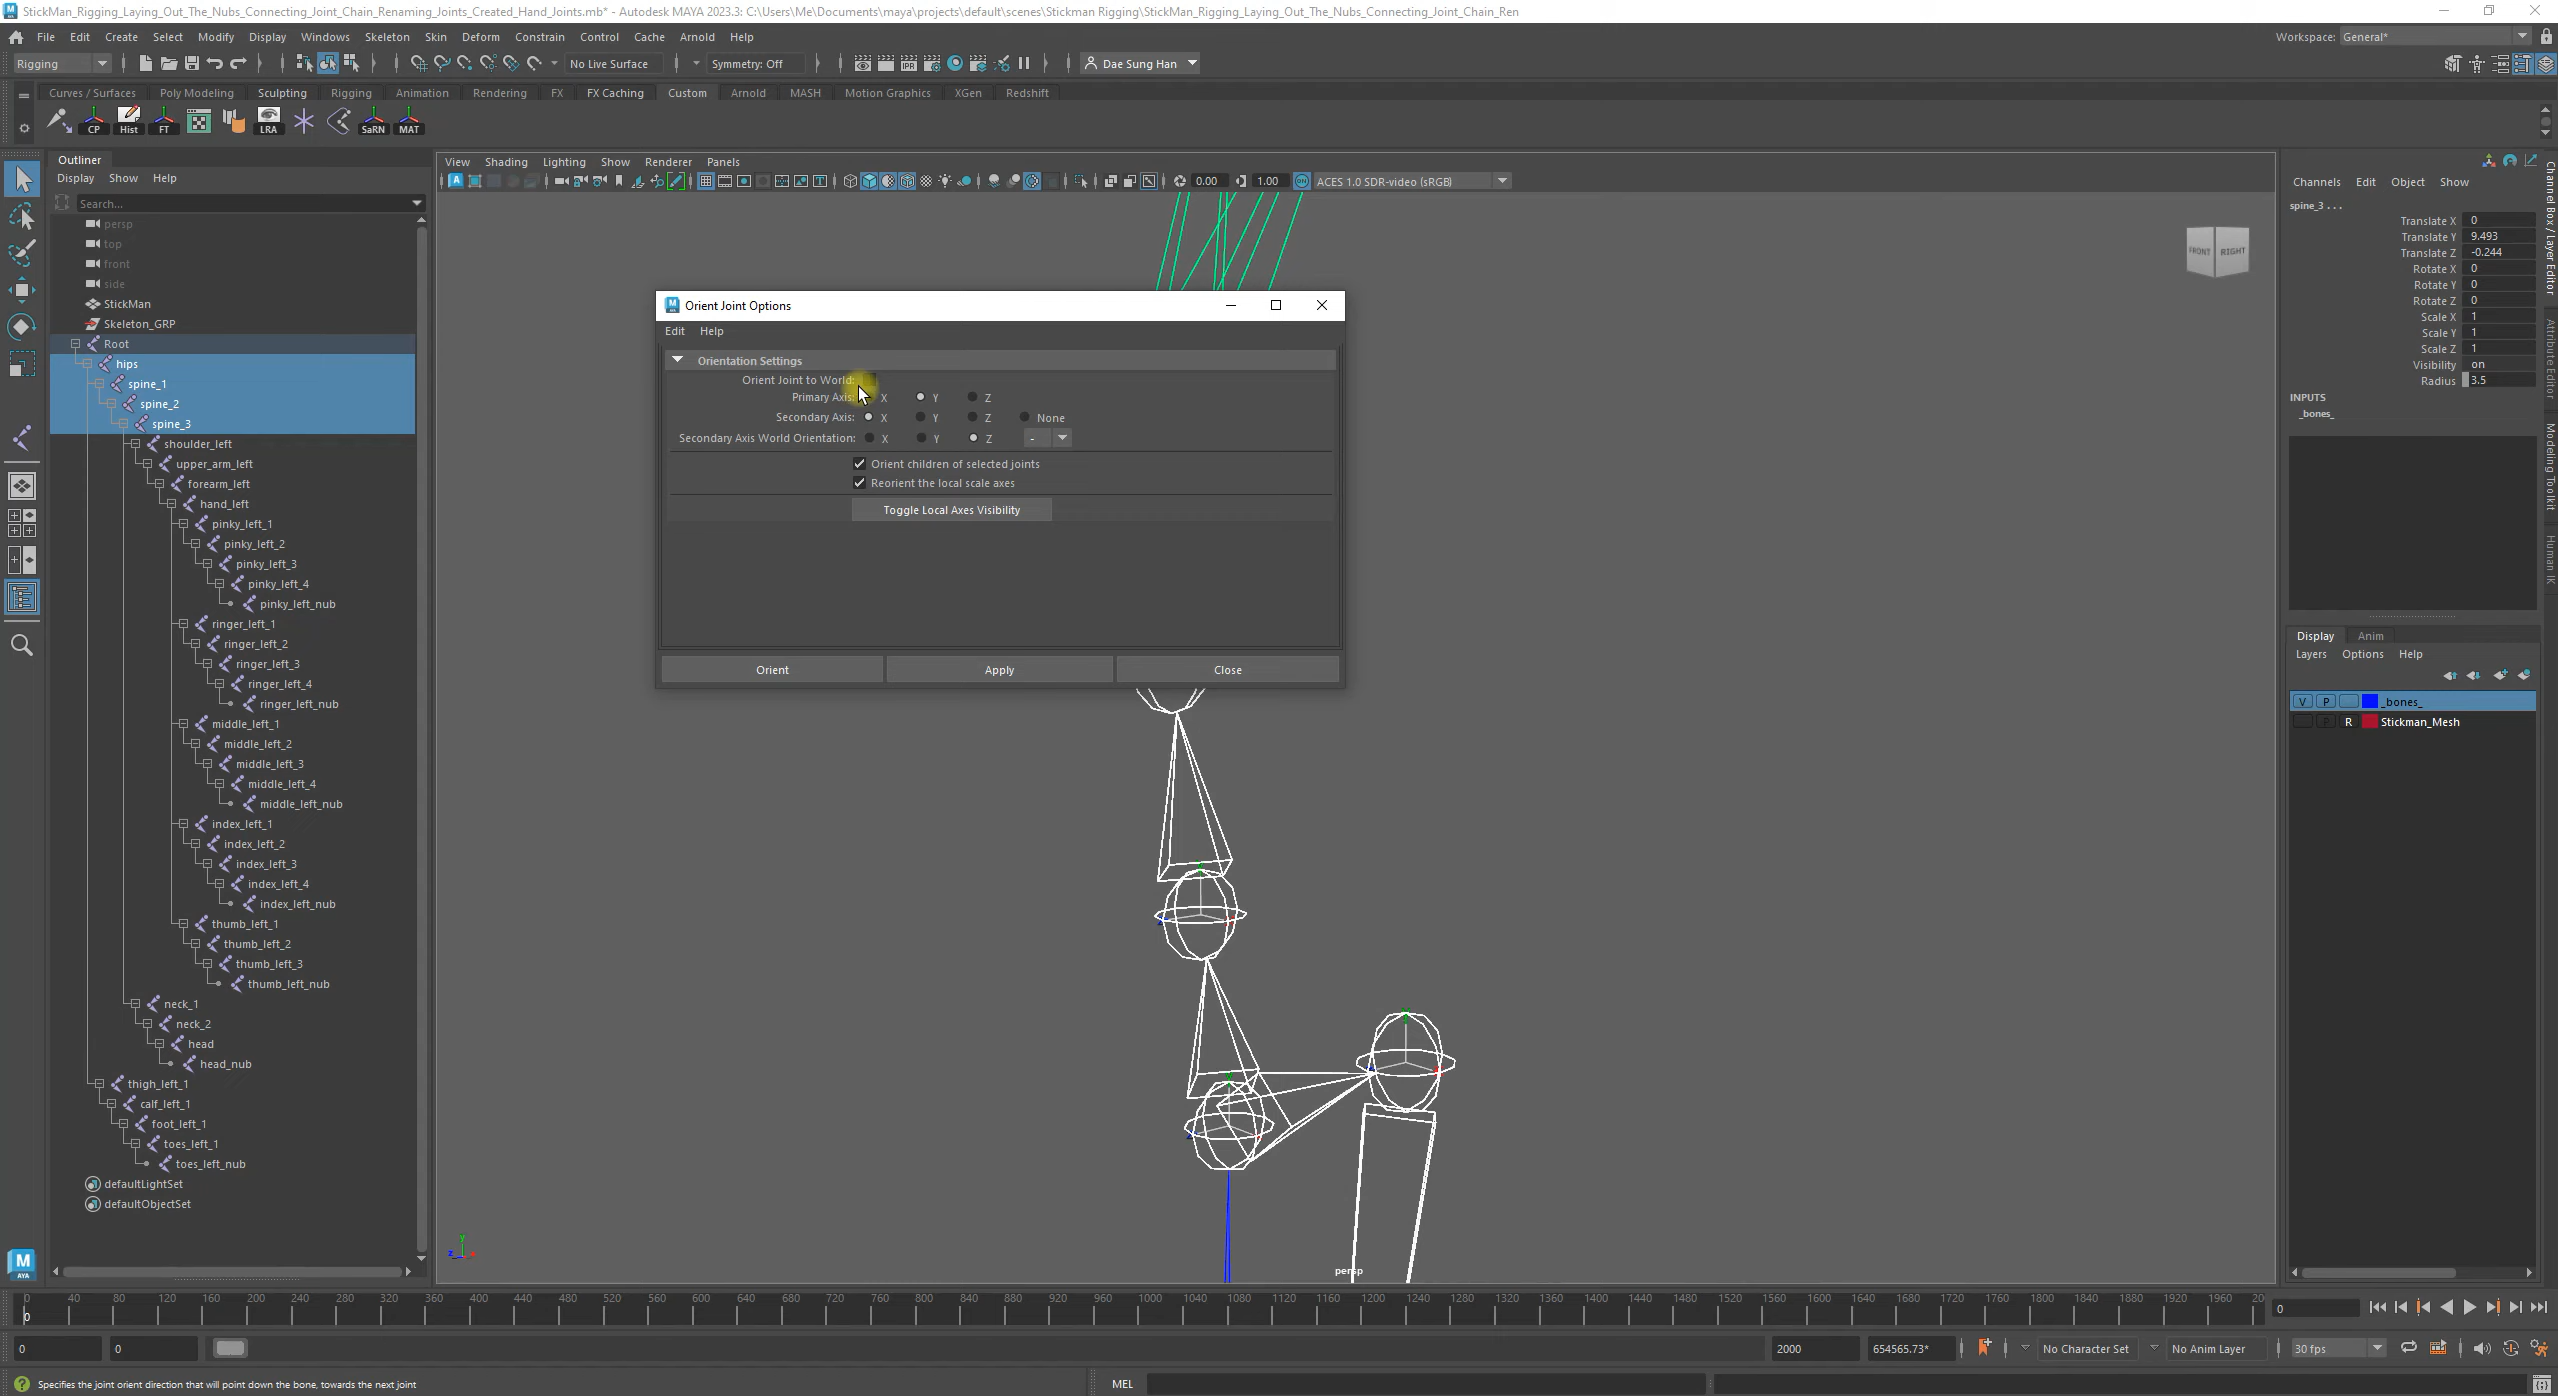 StickMan_Rigging_Laying_Out_The_Nubs_Connecting_Joint_Chain_Renaming_Joints_Created_Hand_Joints.mb* - Autodesk MAYA 2023.3: C:\Users\Me\Documents\maya\projects\default\scenes\Stickman Rigging\StickMan_Rigging_Laying_Out_The_Nubs_Connecting_Joint_Chain_Ren
File Edit Create Select Modify Display Windows Skeleton Skin Deform Constrain Control Cache Arnold Help
Workspace: General*
Rigging
No Live Surface
Symmetry: Off
Dae Sung Han
Curves / Surfaces Poly Modeling Sculpting Rigging Animation Rendering FX FX Caching Custom Arnold MASH Motion Graphics XGen Redshift
CP Hist FT LRA SaRN MAT
Outliner
Display Show Help
Search...
persp
top
front
side
StickMan
Skeleton_GRP
Root
hips
spine_1
spine_2
spine_3
shoulder_left
upper_arm_left
forearm_left
hand_left
pinky_left_1
pinky_left_2
pinky_left_3
pinky_left_4
pinky_left_nub
ringer_left_1
ringer_left_2
ringer_left_3
ringer_left_4
ringer_left_nub
middle_left_1
middle_left_2
middle_left_3
middle_left_4
middle_left_nub
index_left_1
index_left_2
index_left_3
index_left_4
index_left_nub
thumb_left_1
thumb_left_2
thumb_left_3
thumb_left_nub
neck_1
neck_2
head
head_nub
thigh_left_1
calf_left_1
foot_left_1
toes_left_1
toes_left_nub
defaultLightSet
defaultObjectSet
View Shading Lighting Show Renderer Panels
0.00 1.00 ACES 1.0 SDR-video (sRGB)
FRONT RIGHT
Orient Joint Options
Edit Help
Orientation Settings
Orient Joint to World:
Primary Axis: X Y Z
Secondary Axis: X Y Z None
Secondary Axis World Orientation: X Y Z -
Orient children of selected joints
Reorient the local scale axes
Toggle Local Axes Visibility
Orient Apply Close
persp
y
z
Channels Edit Object Show
spine_3 . . .
Translate X 0
Translate Y 9.493
Translate Z -0.244
Rotate X 0
Rotate Y 0
Rotate Z 0
Scale X 1
Scale Y 1
Scale Z 1
Visibility on
Radius 3.5
INPUTS
_bones_
Channel Box / Layer Editor
Attribute Editor
Modeling Toolkit
Human IK
Display Anim
Layers Options Help
V P _bones_
P R Stickman_Mesh
0 40 80 120 160 200 240 280 320 360 400 440 480 520 560 600 640 680 720 760 800 840 880 920 960 1000 1040 1080 1120 1160 1200 1240 1280 1320 1360 1400 1440 1480 1520 1560 1600 1640 1680 1720 1760 1800 1840 1880 1920 1960 20
0
0
0 0 2000 654565.73* No Character Set No Anim Layer 30 fps
Specifies the joint orient direction that will point down the bone, towards the next joint
MEL
M
AYA